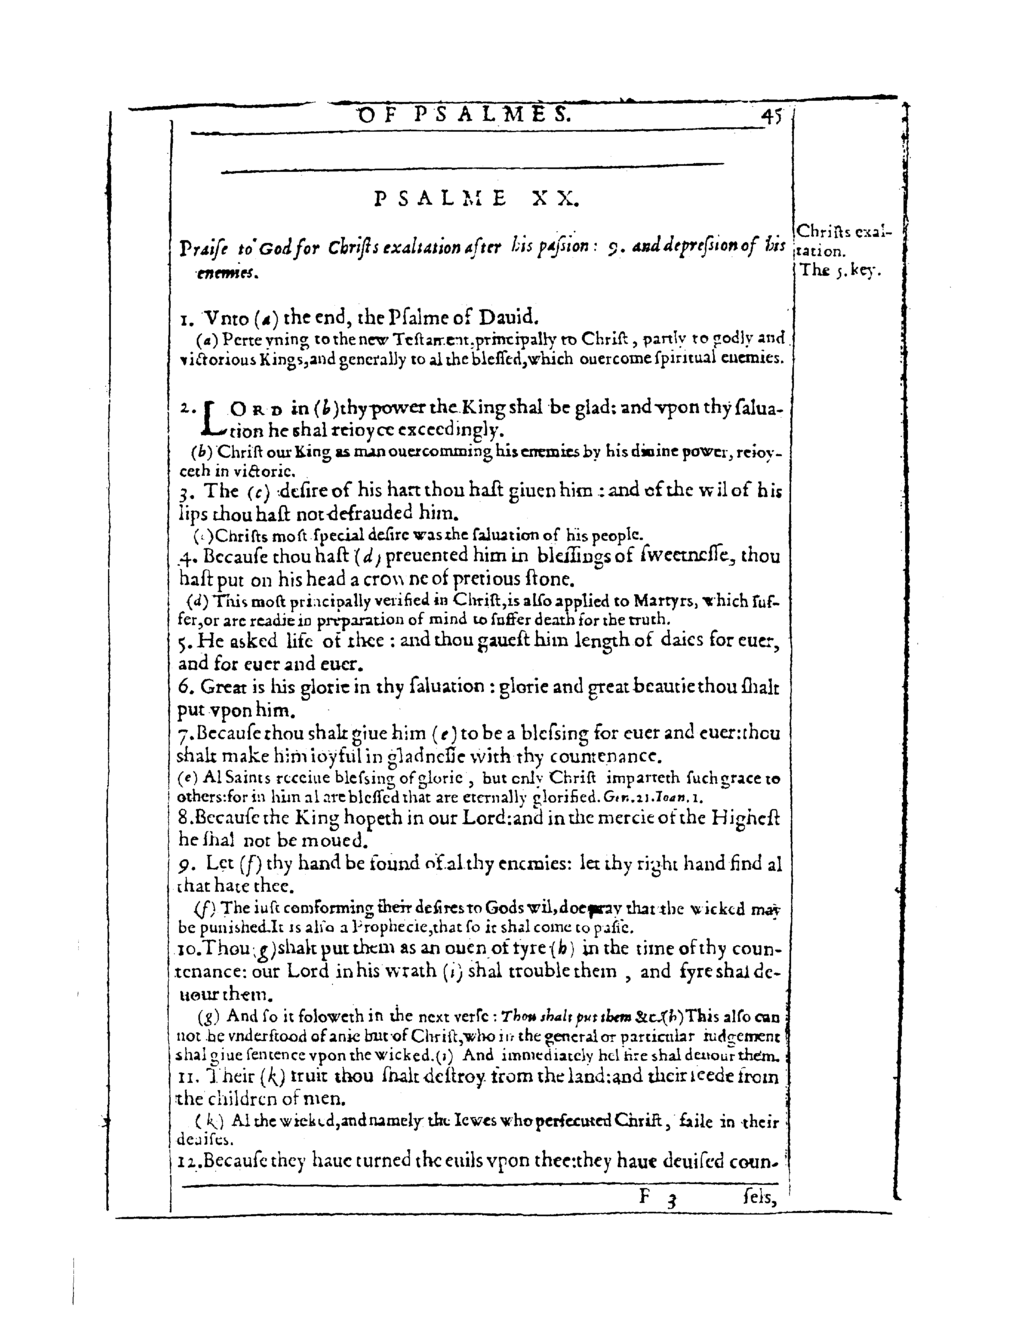 OF PSALMES. 45
PSALME XX.
Praiſe to God for Chriſts exaltation after his paſsion: 9. and depreſsion of his
enemies.
Chriſts exal-
tation.
The 5. key.
1. Vnto (a) the end, the Pſalme of Dauid.
(a) Perteyning to the new Teſtament, principally to Chriſt, partly to godly and
victorious Kings, and generally to al the bleſſed, which ouercome ſpiritual enemies.
2. LORD in (b) thy power the King shal be glad: and vpon thy ſalua-
tion he shal reioyce exceedingly.
(b) Chriſt our King as man ouercomming his enemies by his diuine power, reioy-
ceth in victorie.
3. The (c) deſire of his hart thou haſt giuen him: and of the wil of his
lips thou haſt not defrauded him.
(c) Chriſts moſt ſpecial deſire was the ſaluation of his people.
4. Becauſe thou haſt (d) preuented him in bleſſings of ſweetneſſe, thou
haſt put on his head a crowne of pretious ſtone.
(d) This moſt principally verified in Chriſt, is alſo applied to Martyrs, which ſuf-
fer, or are readie in preparation of mind to ſuffer death for the truth.
5. He asked life of thee: and thou gaueſt him length of daies for euer,
and for euer and euer.
6. Great is his glorie in thy ſaluation: glorie and great beautie thou ſhalt
put vpon him.
7. Becauſe thou shalt giue him (e) to be a bleſsing for euer and euer: thou
shalt make him ioyful in gladneſſe with thy countenance.
(e) Al Saints receiue bleſsing of glorie, but only Chriſt imparteth ſuch grace to
others: for in him al are bleſſed that are eternally glorified. Gen. 21. Ioan. 1.
8. Becauſe the King hopeth in our Lord: and in the mercie of the Higheſt
he ſhal not be moued.
9. Let (f) thy hand be found of al thy enemies: let thy right hand find al
that hate thee.
(f) The iuſt comforming their deſires to Gods wil, doe pray that the wicked may
be punished. It is alſo a Prophecie, that ſo it shal come to paſſe.
10. Thou (g) shalt put them as an ouen of fyre (h) in the time of thy coun-
tenance: our Lord in his wrath (i) shal trouble them, and fyre shal de-
uour them.
(g) And ſo it foloweth in the next verſe: Thou shalt put them &c. (h) This alſo can
not be vnderſtood of anie but of Chriſt, who in the general or particular iudgement
shal giue ſentence vpon the wicked. (i) And immediately hel fire shal deuour them.
11. Their (k) fruit thou ſhalt deſtroy from the land: and their ſeede from
the children of men.
(k) Al the wicked, and namely the Iewes who perſecuted Chriſt, faile in their
deuiſes.
12. Becauſe they haue turned the euils vpon thee: they haue deuiſed coun-
F 3 ſels,